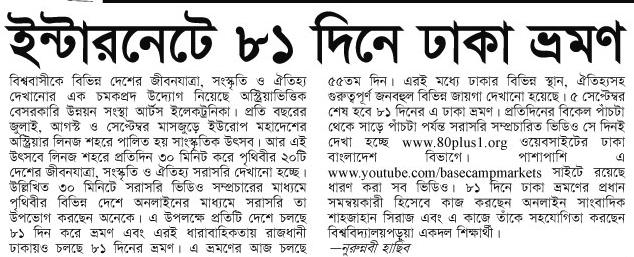 ইন্টারনেটে ৮১ দিনে ঢাকা ভ্রমণ
বিশ্ববাসীকে বিভিন্ন দেশের জীবনযাত্রা, সংস্কৃতি ও ঐতিহ্য
দেখানোর এক চমকপ্রদ উদ্যোগ নিয়েছে অস্ট্রিয়াভিত্তিক
বেসরকারি উন্নয়ন সংস্থা আর্টস ইলেকট্রনিকা। প্রতি বছরের
জুলাই, আগস্ট ও সেপ্টেম্বর মাসজুড়ে ইউরোপ মহাদেশের
অস্ট্রিয়ার লিনজ শহরে পালিত হয় সাংস্কৃতিক উৎসব। আর এই
উৎসবে লিনজ শহরে প্রতিদিন ৩০ মিনিট করে পৃথিবীর ২০টি
দেশের জীবনযাত্রা, সংস্কৃতি ও ঐতিহ্য সরাসরি দেখানো হচ্ছে।
উল্লিখিত ৩০ মিনিটে সরাসরি ভিডিও সম্প্রচারের মাধ্যমে
পৃথিবীর বিভিন্ন দেশে অনলাইনের মাধ্যমে সরাসরি তা
উপভোগ করছেন অনেকে। এ উপলক্ষে প্রতিটি দেশে চলছে
৮১ দিন করে ভ্রমণ এবং এরই ধারাবাহিকতায় রাজধানী
ঢাকায়ও চলছে ৮১ দিনের ভ্রমণ। এ ভ্রমণের আজ চলছে
৫৫তম দিন। এরই মধ্যে ঢাকার বিভিন্ন স্থান, ঐতিহ্যসহ
গুরুত্বপূর্ণ জনবহুল বিভিন্ন জায়গা দেখানো হয়েছে। ৫ সেপ্টেম্বর
শেষ হবে ৮১ দিনের এ ঢাকা ভ্রমণ। প্রতিদিনের বিকেল পাঁচটা
থেকে সাড়ে পাঁচটা পর্যন্ত সরাসরি সম্প্রচারিত ভিডিও সে দিনই
দেখা হচ্ছে www.80plus1.org ওয়েবসাইটের ঢাকা
বাংলাদেশ বিভাগে। পাশাপাশি এ
www.youtube.com/basecampmarkets সাইটে রয়েছে
ধারণ করা সব ভিডিও। ৮১ দিনে ঢাকা ভ্রমণের প্রধান
সমন্বয়কারী হিসেবে কাজ করছেন অনলাইন সাংবাদিক
শাহজাহান সিরাজ এবং এ কাজে তাঁকে সহযোগিতা করছেন
বিশ্ববিদ্যালয়পড়ুয়া একদল শিক্ষার্থী।
—নুরুন্নবী হাছিব